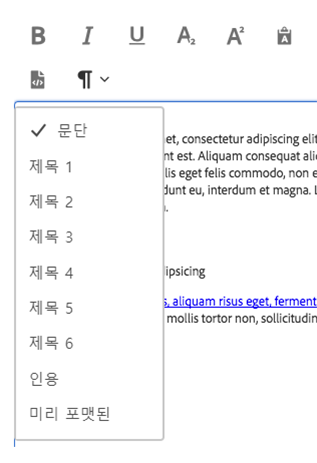 B I U A₂ A²
¶
✓ 문단
et, consectetur adipiscing elit
제목 1
nt est. Aliquam consequat ali
제목 2
lis eget felis commodo, non e
dunt eu, interdum et magna.
제목 3
제목 4
ipsicing
제목 5
s, aliquam risus eget, ferment
mollis tortor non, sollicitudin
제목 6
인용
미리 포맷된